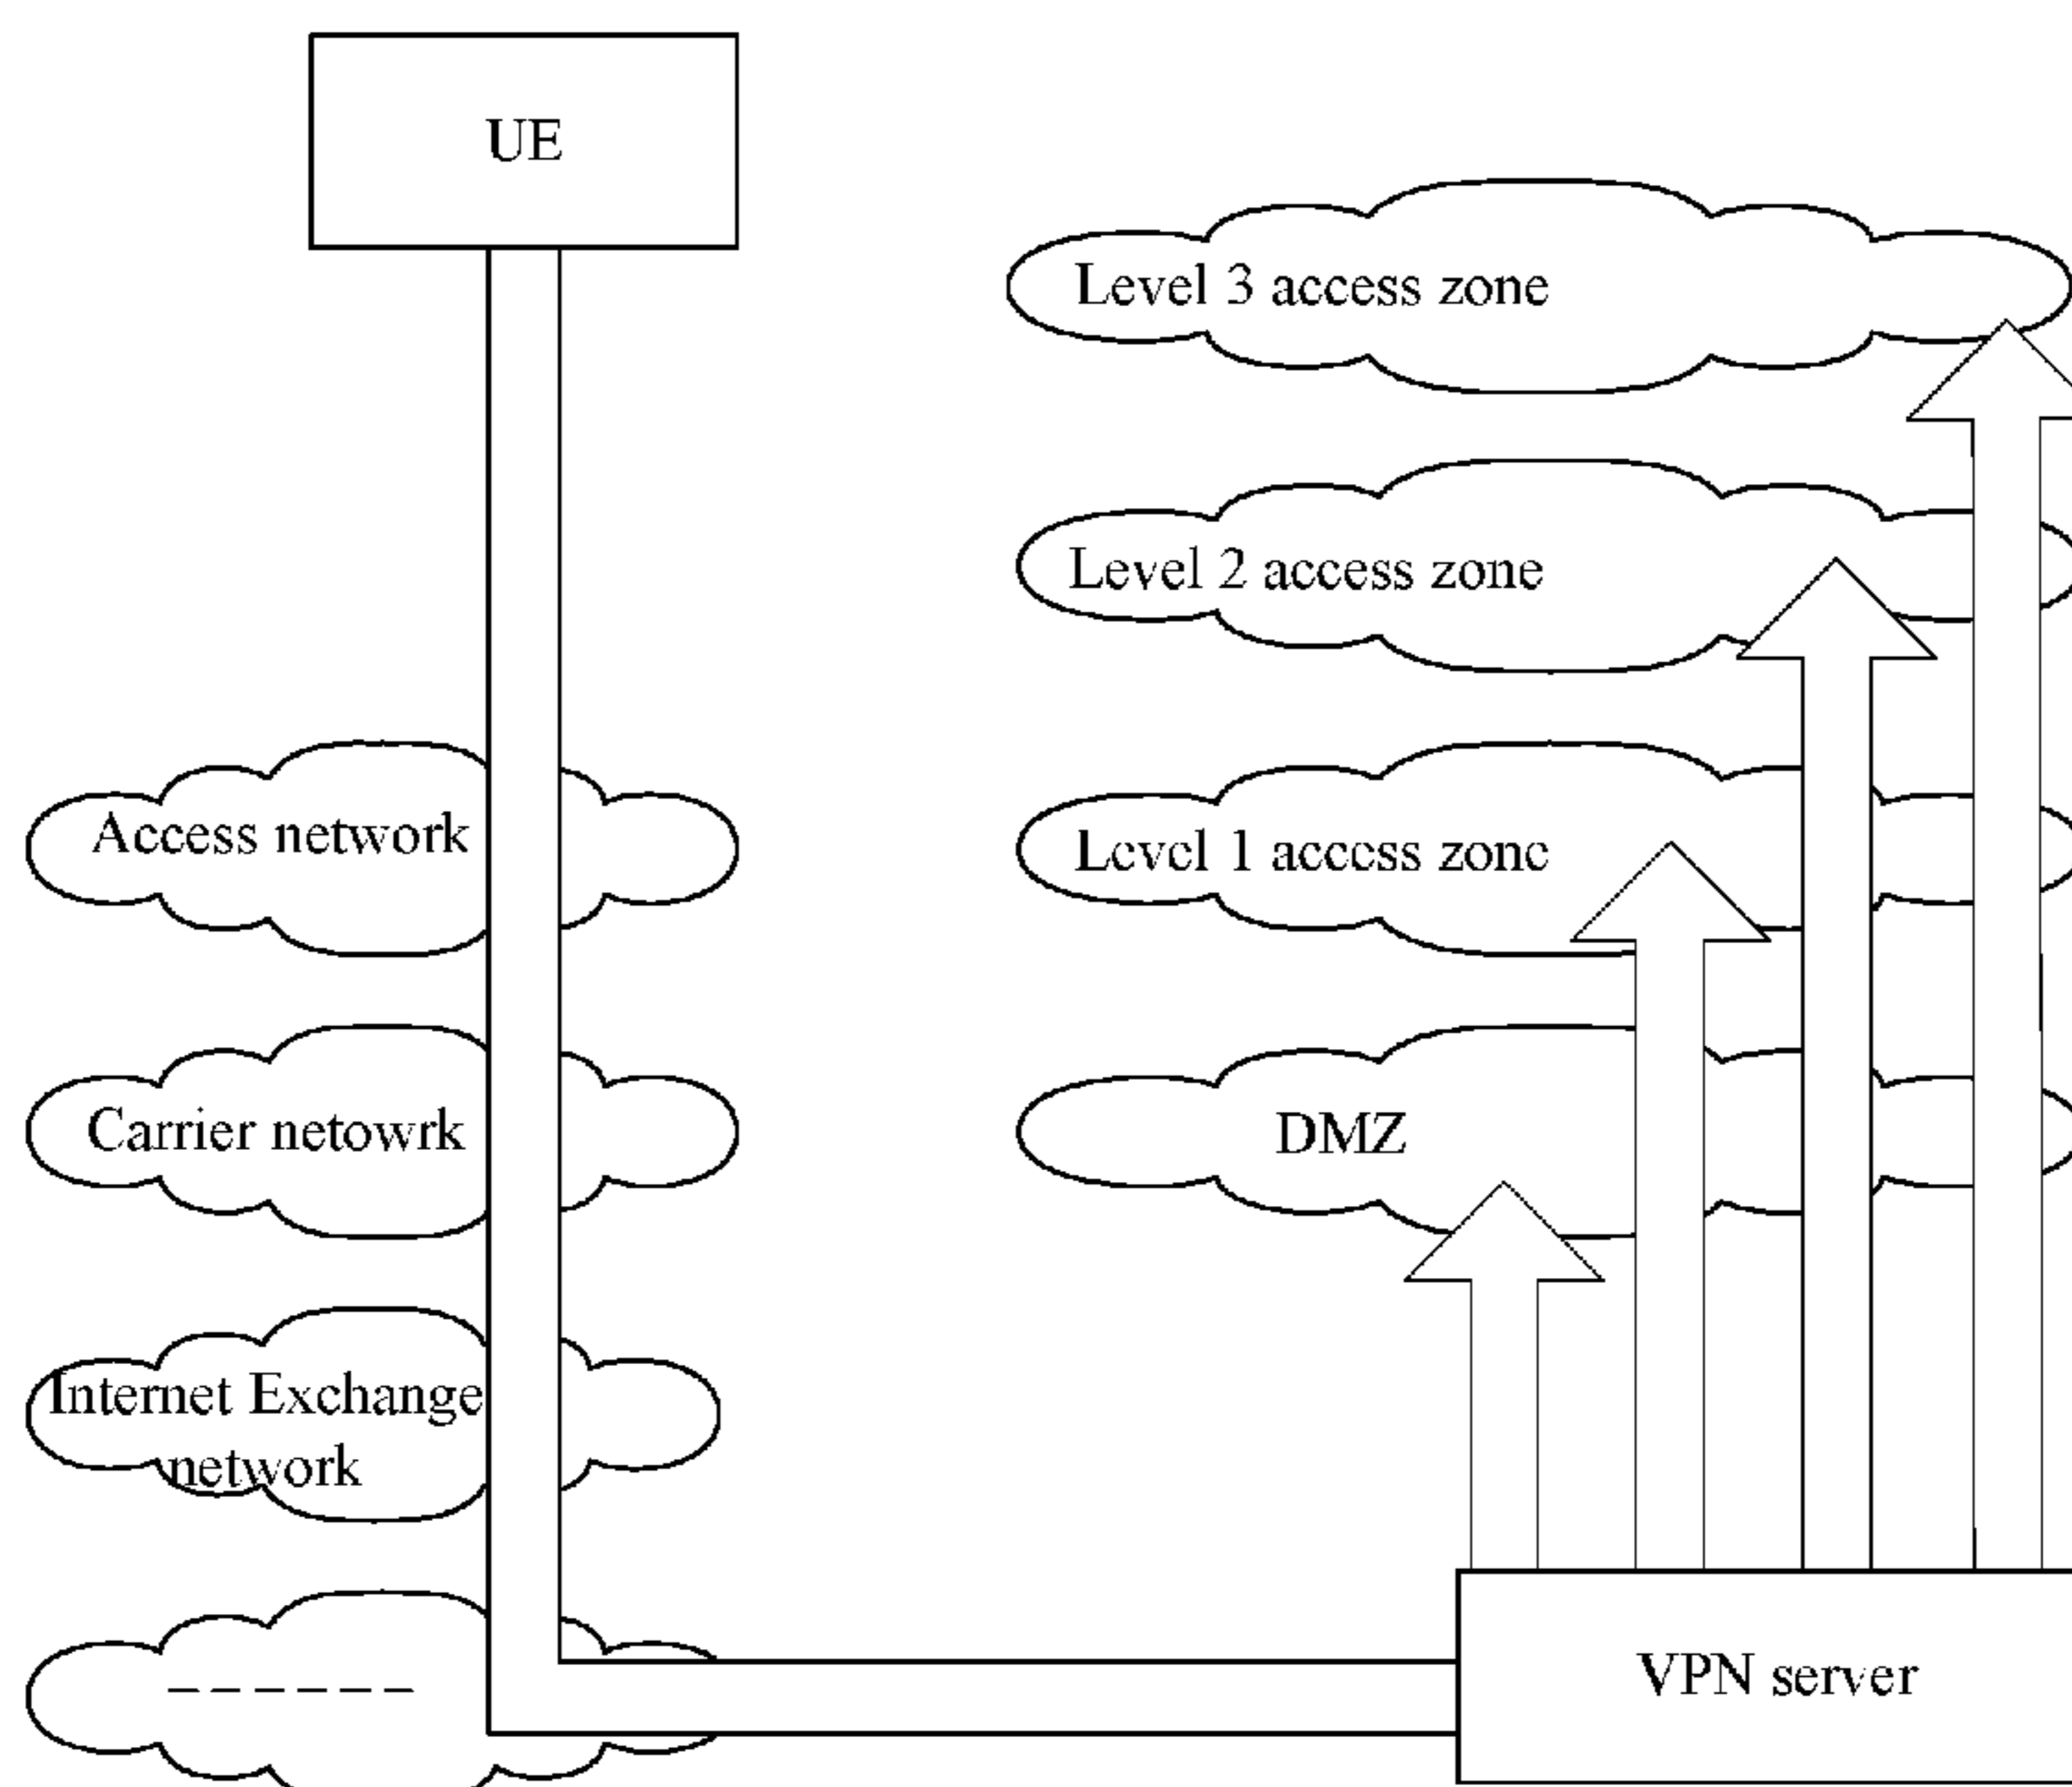 UE
Level 3 access zone
Level 2 access zone
Access network
Level 1 access zone
Carrier netowrk
DMZ
Internet Exchange
network
VPN server